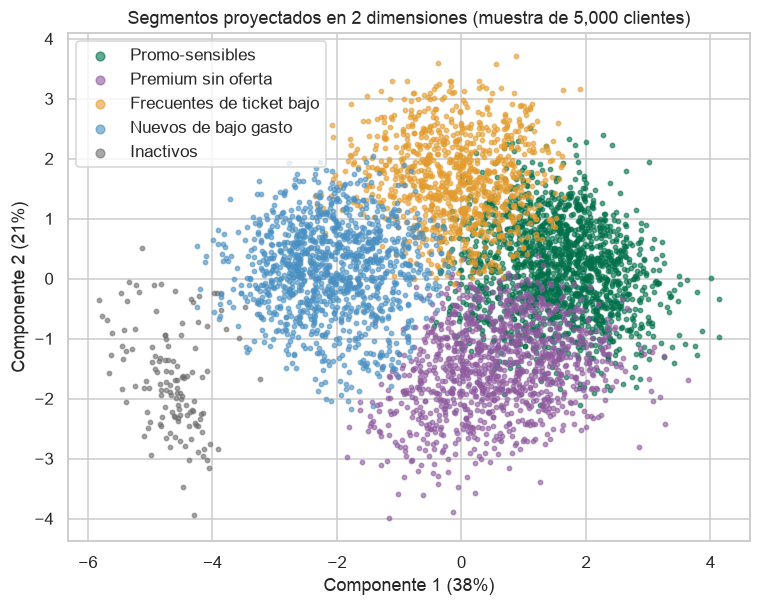 Segmentos proyectados en 2 dimensiones (muestra de 5,000 clientes)
Promo-sensibles
Premium sin oferta
Frecuentes de ticket bajo
Nuevos de bajo gasto
Inactivos
Componente 2 (21%)
4
3
2
1
0
−1
−2
−3
−4
−6
−4
−2
0
2
4
Componente 1 (38%)